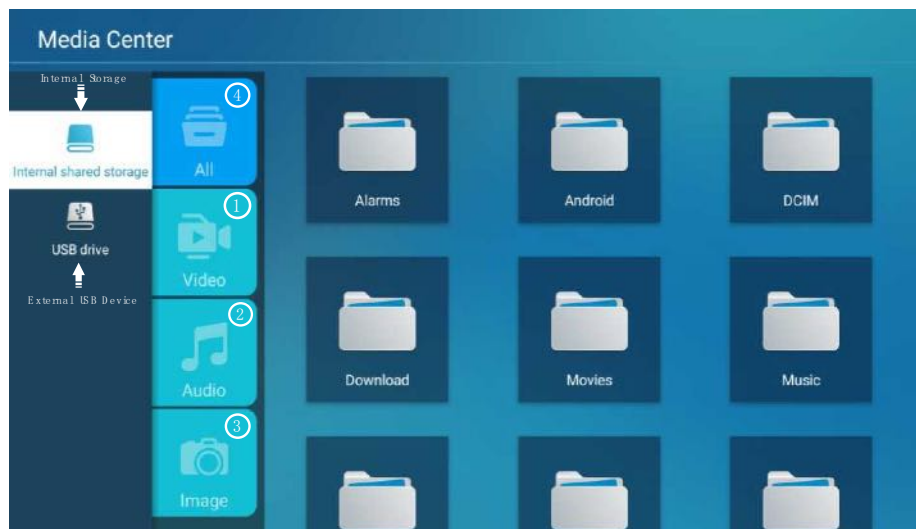 Media Center
Internal Storage
Internal shared storage
USB drive
External USB Device
4
All
1
Video
2
Audio
3
Image
Alarms
Android
DCIM
Download
Movies
Music